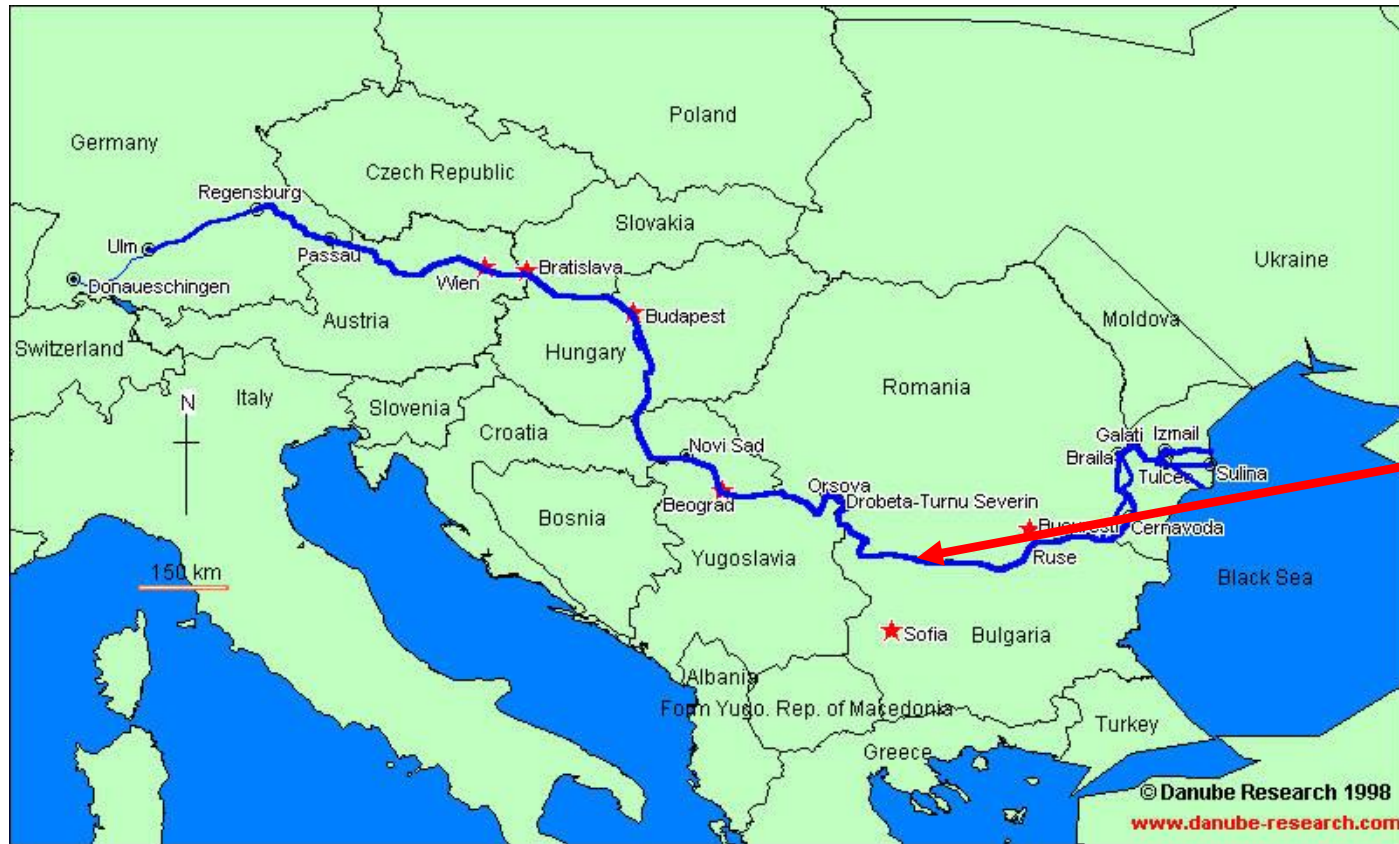 Poland
Germany
Czech Republic
Regensburg
Slovakia
Ulm
Passau
Ukraine
Wien
Bratislava
Donaueschingen
Budapest
Austria
Moldova
Switzerland
Hungary
Romania
N
Italy
Slovenia
Croatia
Galati
Izmail
Novi Sad
Braila
Tulcea
Sulina
Orsova
Beograd
Drobeta-Turnu Severin
Bosnia
Bucuresti
Cernavoda
Yugoslavia
Ruse
150 km
Black Sea
Sofia
Bulgaria
Albania
Form Yugo. Rep. of Macedonia
Turkey
Greece
© Danube Research 1998
www.danube-research.com